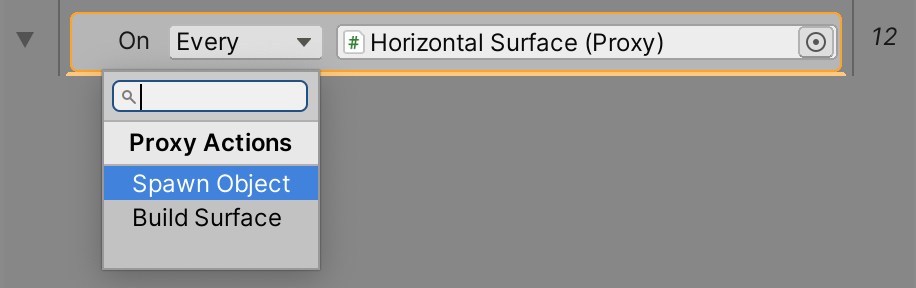 On Every # Horizontal Surface (Proxy) 12
Proxy Actions
Spawn Object
Build Surface